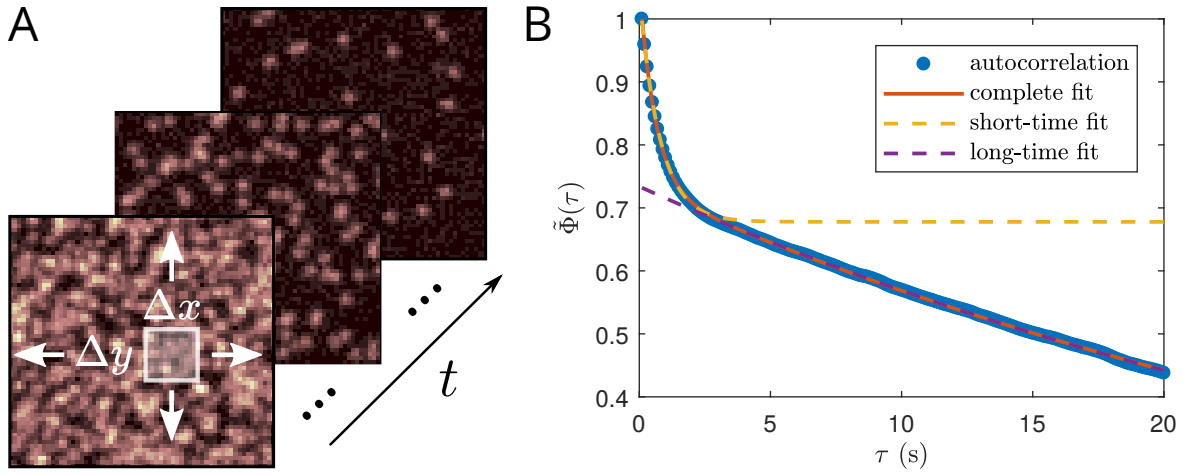 A
Δx
Δy
t
B
1
0.9
0.8
0.7
0.6
0.5
0.4
Φ̃(τ)
0
5
10
15
20
τ (s)
autocorrelation
complete fit
short-time fit
long-time fit